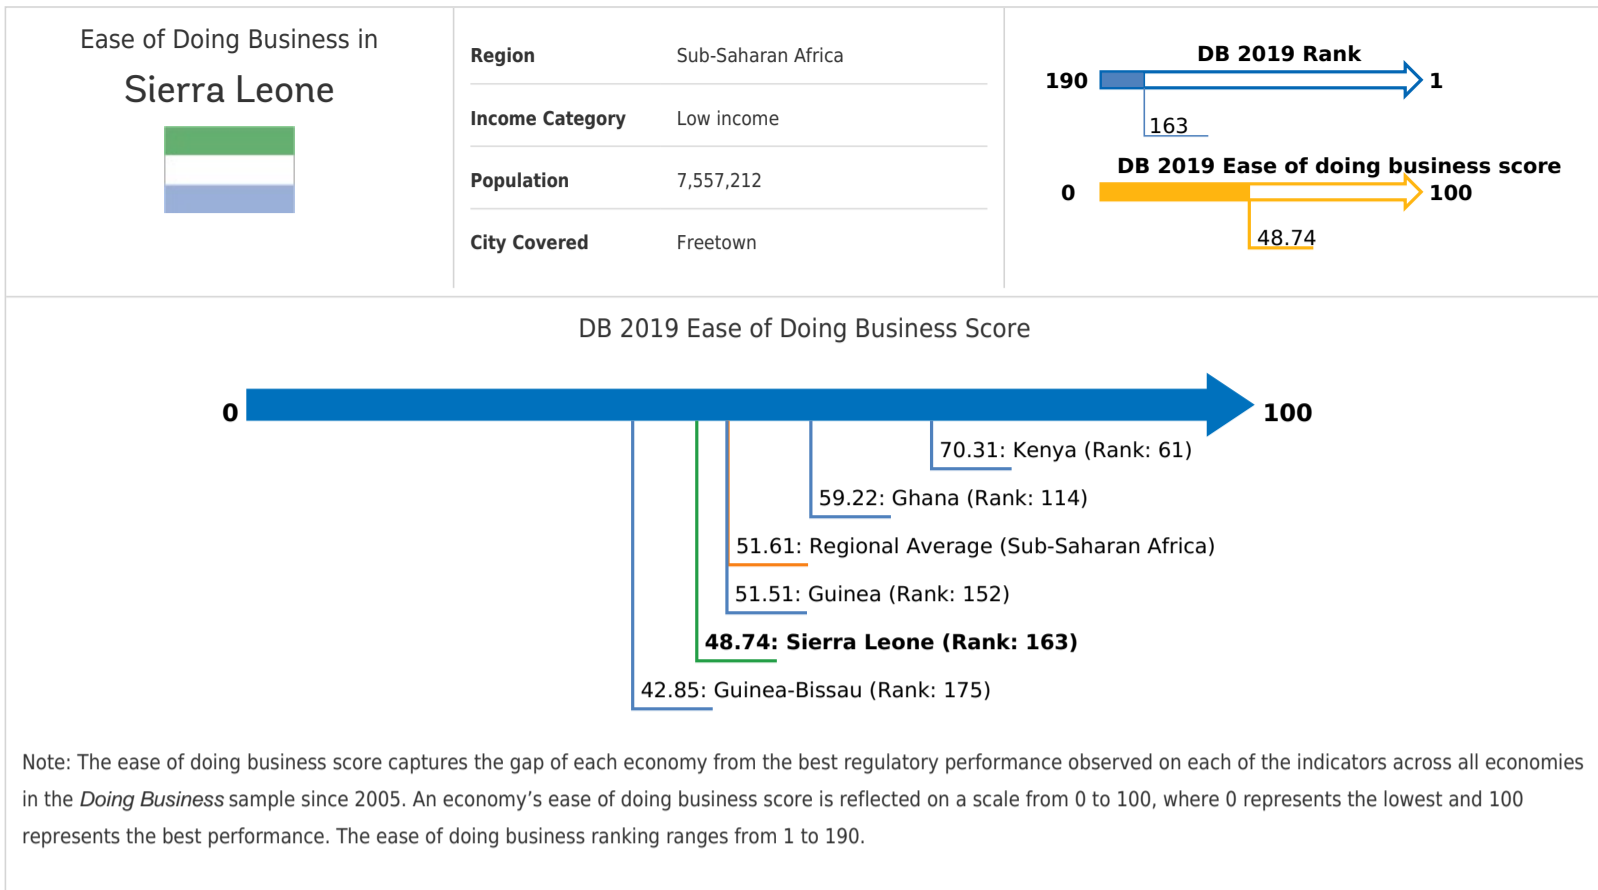 Ease of Doing Business in
Sierra Leone
Region Sub-Saharan Africa
Income Category Low income
Population 7,557,212
City Covered Freetown
DB 2019 Rank
190 1
163
DB 2019 Ease of doing business score
0 100
48.74
DB 2019 Ease of Doing Business Score
0 100
70.31: Kenya (Rank: 61)
59.22: Ghana (Rank: 114)
51.61: Regional Average (Sub-Saharan Africa)
51.51: Guinea (Rank: 152)
48.74: Sierra Leone (Rank: 163)
42.85: Guinea-Bissau (Rank: 175)
Note: The ease of doing business score captures the gap of each economy from the best regulatory performance observed on each of the indicators across all economies
in the Doing Business sample since 2005. An economy’s ease of doing business score is reflected on a scale from 0 to 100, where 0 represents the lowest and 100
represents the best performance. The ease of doing business ranking ranges from 1 to 190.